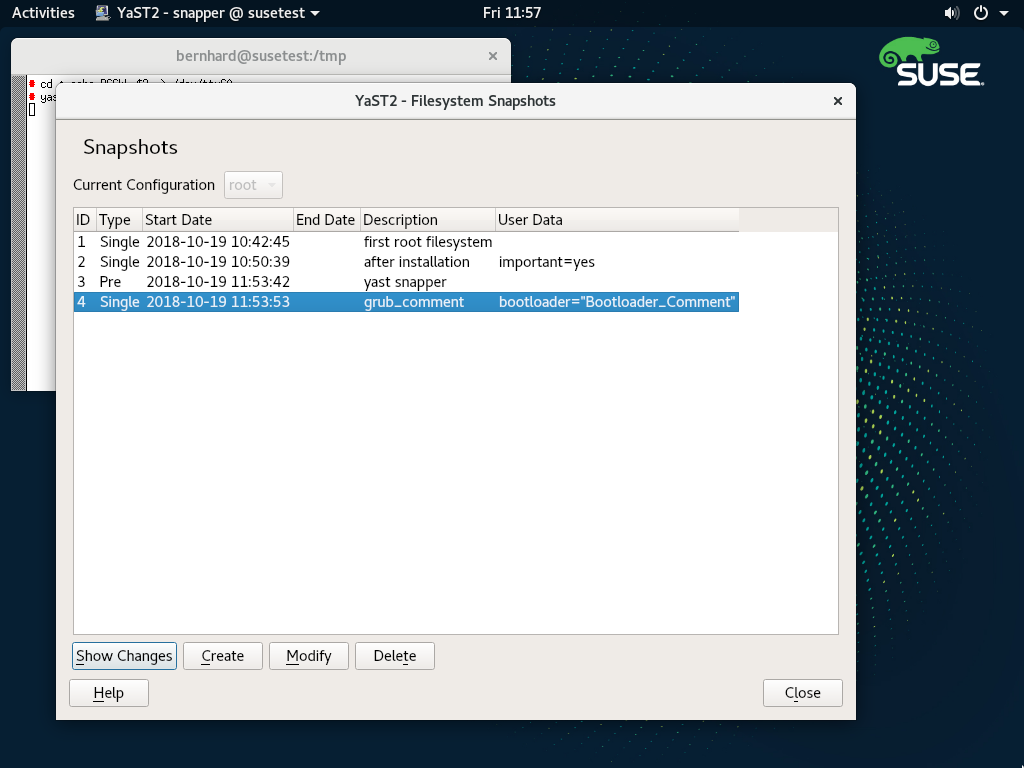 Activities YaST2 - snapper @ susetest Fri 11:57
bernhard@susetest:/tmp
SUSE
YaST2 - Filesystem Snapshots
Snapshots
Current Configuration root
ID Type Start Date End Date Description User Data
1 Single 2018-10-19 10:42:45 first root filesystem
2 Single 2018-10-19 10:50:39 after installation important=yes
3 Pre 2018-10-19 11:53:42 yast snapper
4 Single 2018-10-19 11:53:53 grub_comment bootloader="Bootloader_Comment"
Show Changes Create Modify Delete
Help Close